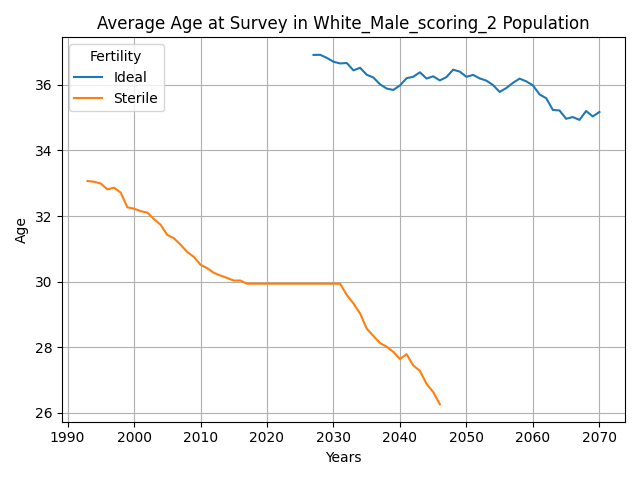 Average Age at Survey in White_Male_scoring_2 Population
Fertility
Ideal
Sterile
Age
36
34
32
30
28
26
1990 2000 2010 2020 2030 2040 2050 2060 2070
Years